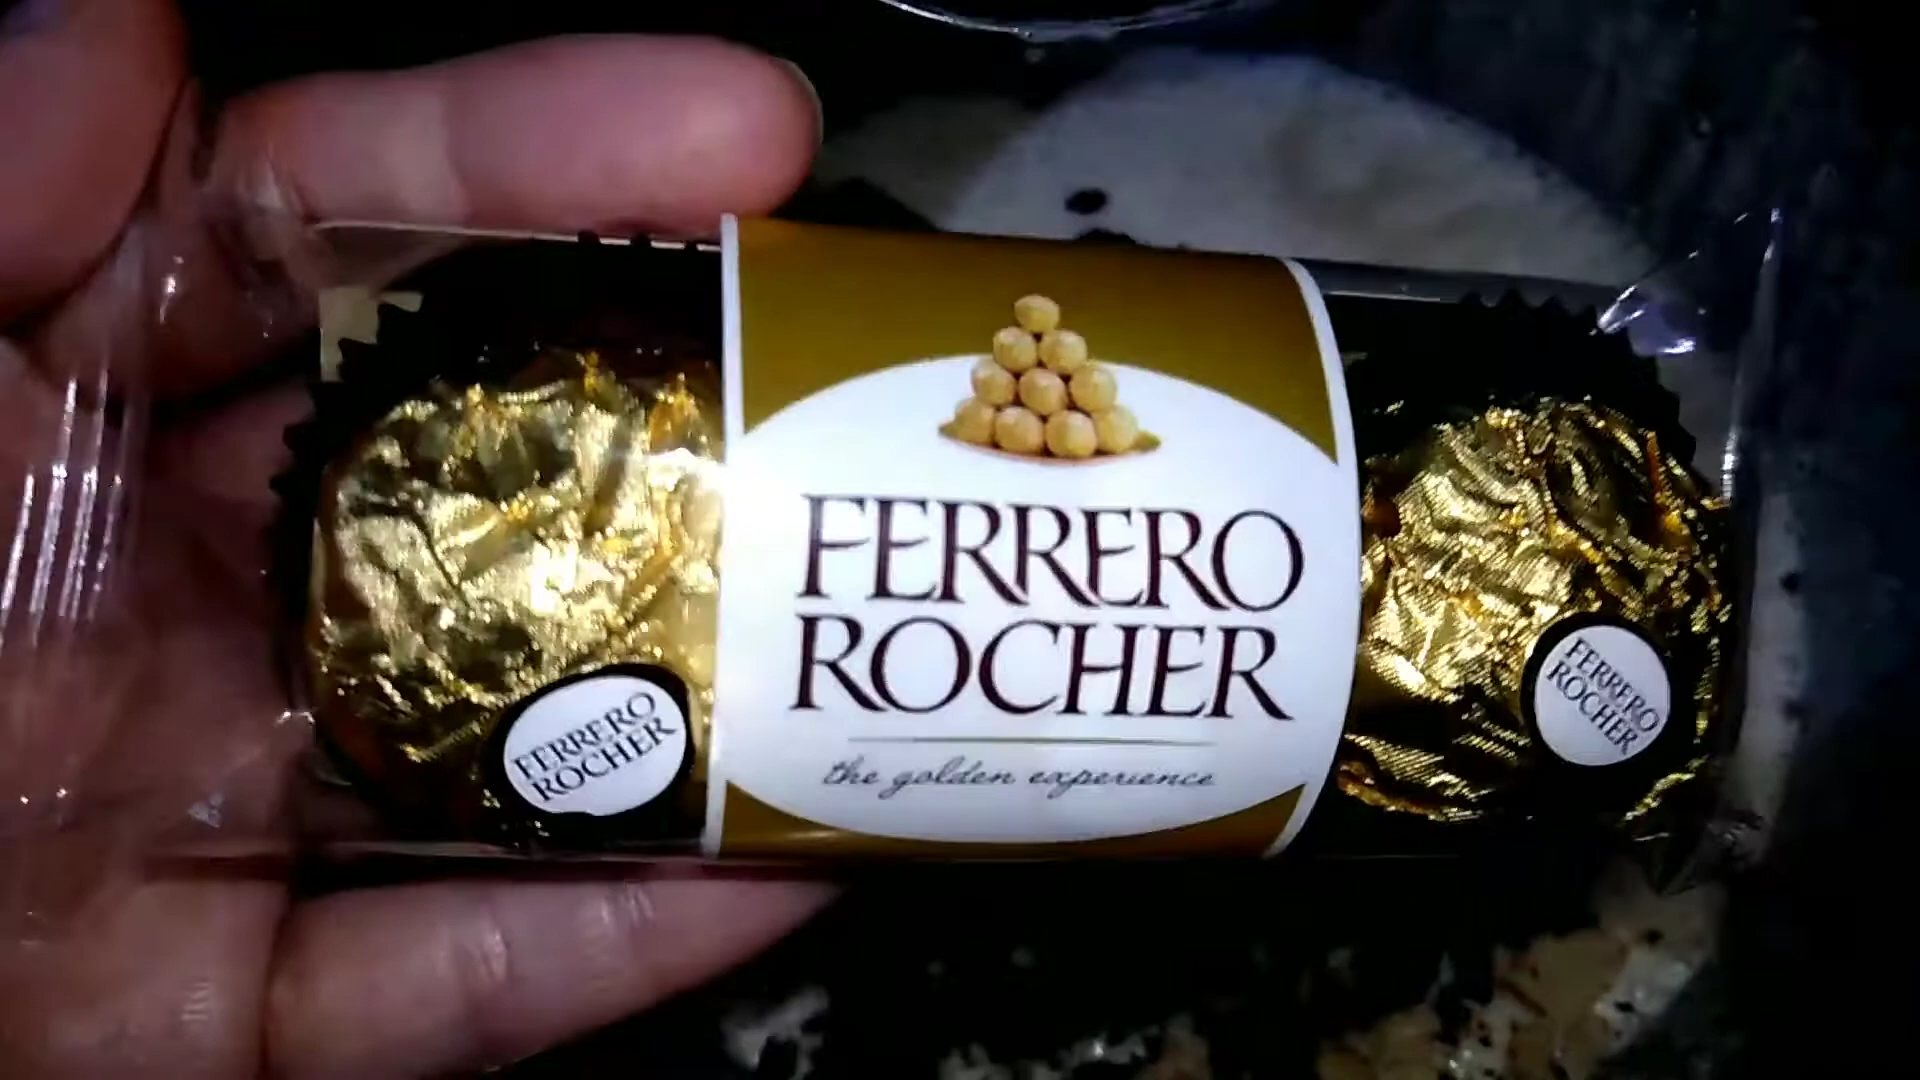 FERRERO
ROCHER
the golden experience
FERRERO
ROCHER
FERRERO
ROCHER